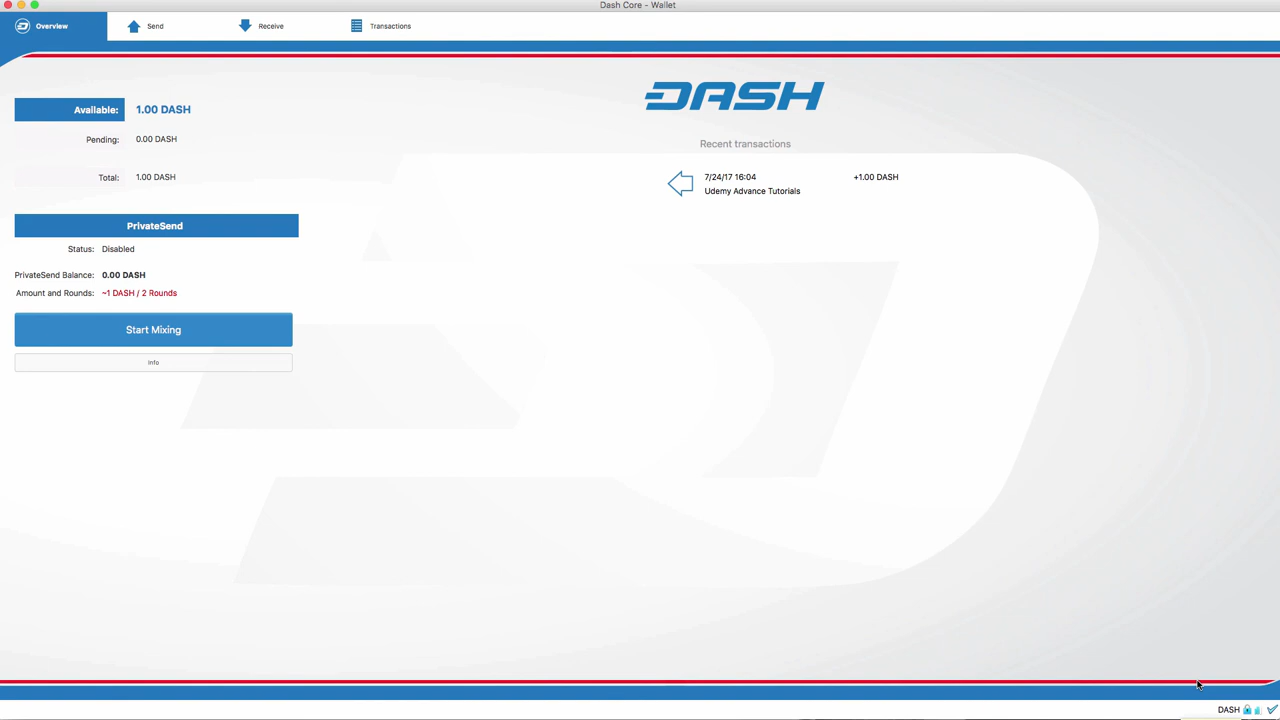 Dash Core - Wallet
Overview
Send
Receive
Transactions
DASH
Available: 1.00 DASH
Pending: 0.00 DASH
Total: 1.00 DASH
Recent transactions
7/24/17 16:04 +1.00 DASH
Udemy Advance Tutorials
PrivateSend
Status: Disabled
PrivateSend Balance: 0.00 DASH
Amount and Rounds: ~1 DASH / 2 Rounds
Start Mixing
Info
DASH